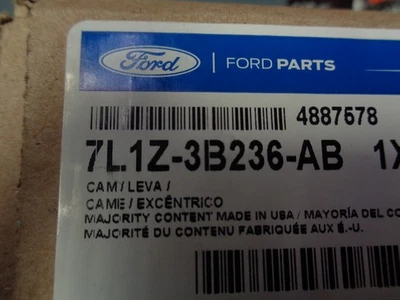 Ford | FORD PARTS
4887578
7L1Z-3B236-AB 1X
CAM / LEVA /
CAME / EXCÉNTRICO
MAJORITY CONTENT MADE IN USA / MAYORÍA DEL CO
MAJORITÉ DU CONTENU FABRIQUÉE AUX É.-U.